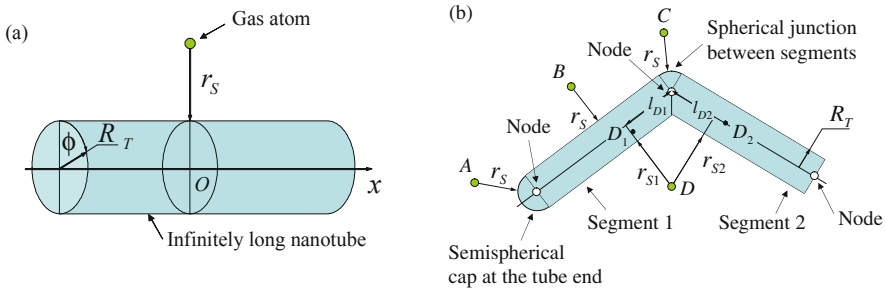 (a)
Gas atom
r_S
ϕ
R_T
O
x
Infinitely long nanotube
(b)
C
Spherical junction
between segments
Node
r_S
B
r_S
l_D1
l_D2
Node
D_1
D_2
R_T
A
r_S
r_S1
r_S2
D
Segment 1
Segment 2
Node
Semispherical
cap at the tube end